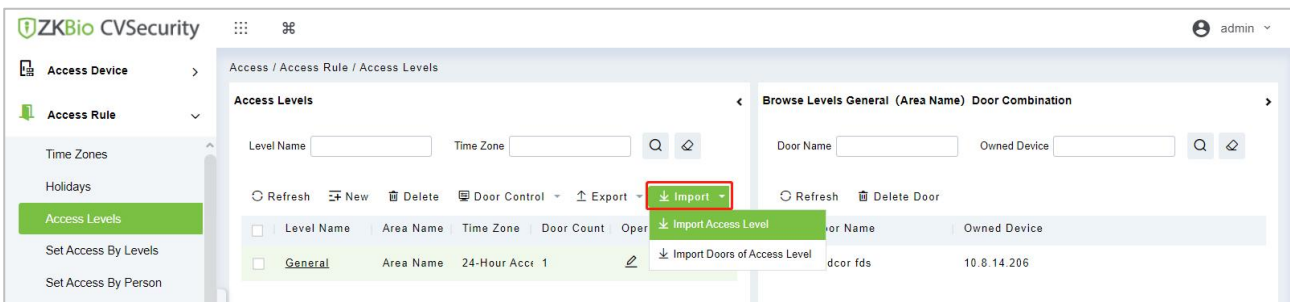 ZKBio CVSecurity
admin
Access Device
Access Rule
Time Zones
Holidays
Access Levels
Set Access By Levels
Set Access By Person
Access / Access Rule / Access Levels
Access Levels
Level Name
Time Zone
Refresh New Delete Door Control Export Import
Import Access Level
Import Doors of Access Level
Level Name Area Name Time Zone Door Count Oper
General Area Name 24-Hour Acce 1
Browse Levels General (Area Name) Door Combination
Door Name
Owned Device
Refresh Delete Door
or Name Owned Device
dcor fds 10.8.14.206